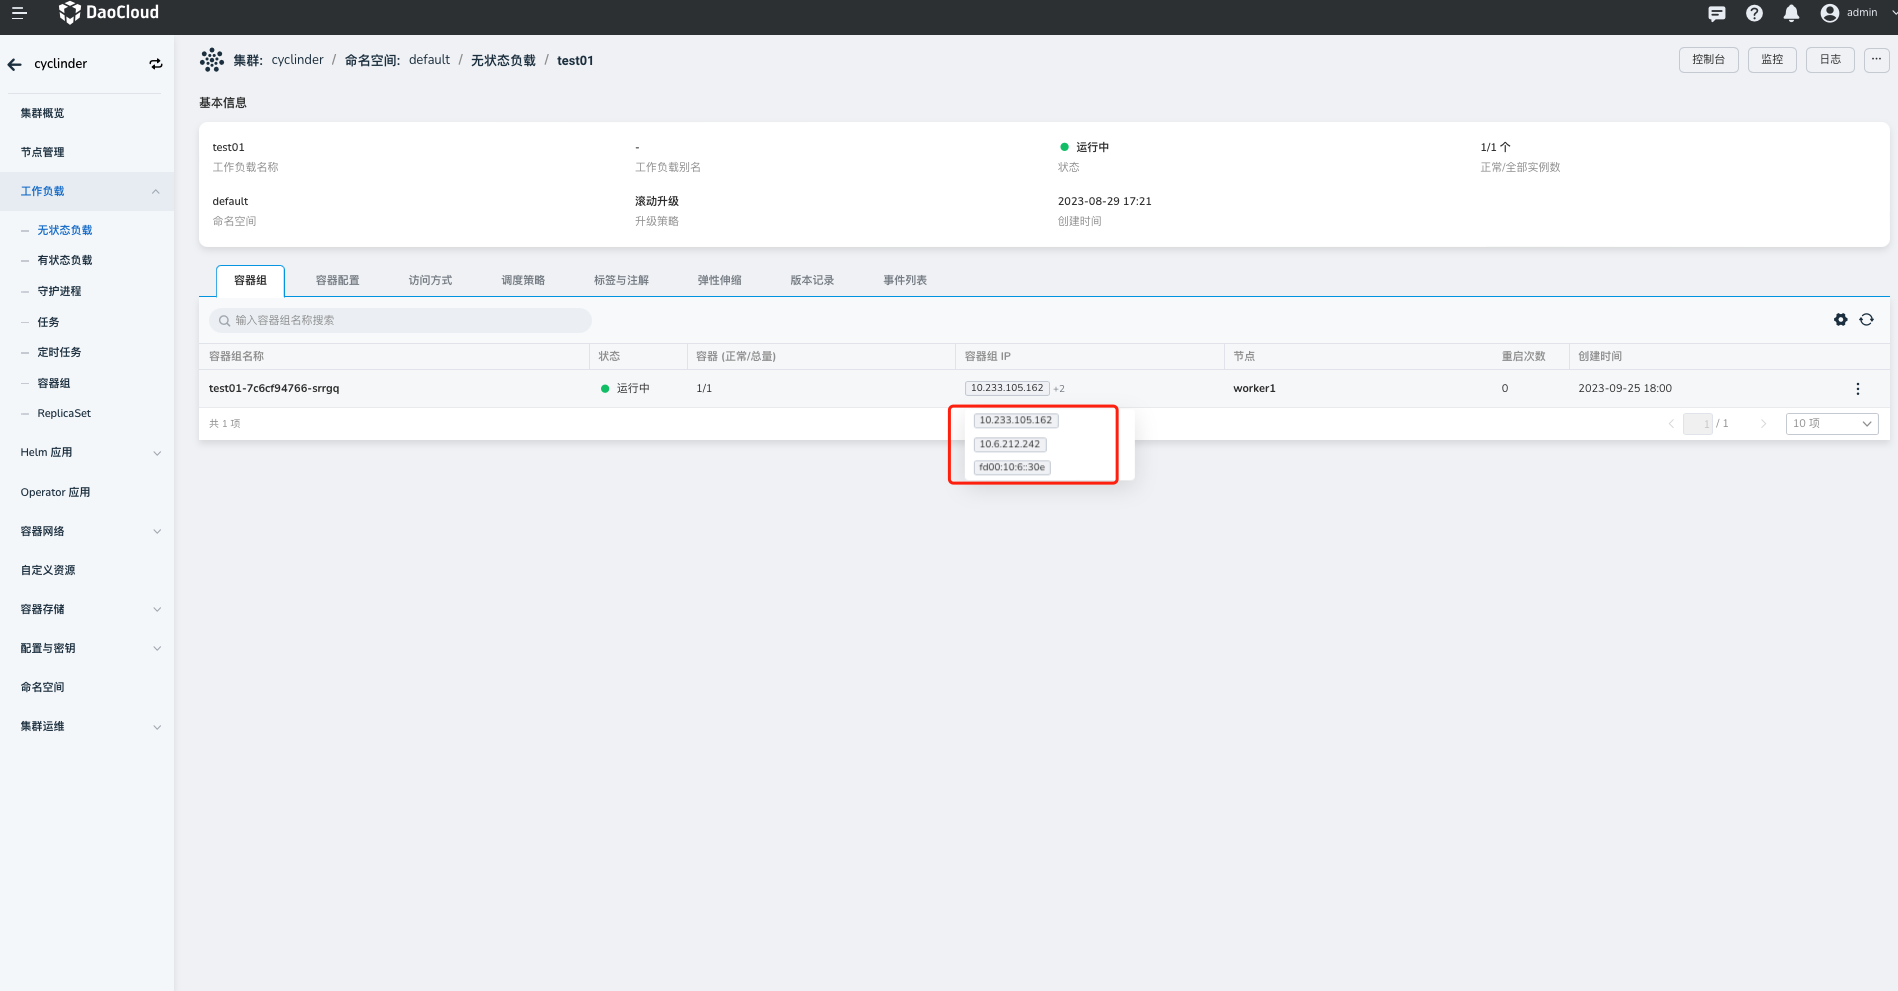 DaoCloud
admin
cyclinder
集群: cyclinder / 命名空间: default / 无状态负载 / test01
控制台
监控
日志
集群概览
节点管理
工作负载
无状态负载
有状态负载
守护进程
任务
定时任务
容器组
ReplicaSet
Helm 应用
Operator 应用
容器网络
自定义资源
容器存储
配置与密钥
命名空间
集群运维
基本信息
test01
工作负载名称
-
工作负载别名
运行中
状态
1/1 个
正常/全部实例数
default
命名空间
滚动升级
升级策略
2023-08-29 17:21
创建时间
容器组 容器配置 访问方式 调度策略 标签与注解 弹性伸缩 版本记录 事件列表
输入容器组名称搜索
容器组名称 状态 容器 (正常/总量) 容器组 IP 节点 重启次数 创建时间
test01-7c6cf94766-srrgq 运行中 1/1 10.233.105.162 +2 worker1 0 2023-09-25 18:00
共 1 项
1 / 1
10 项
10.233.105.162
10.6.212.242
fd00:10:6::30e